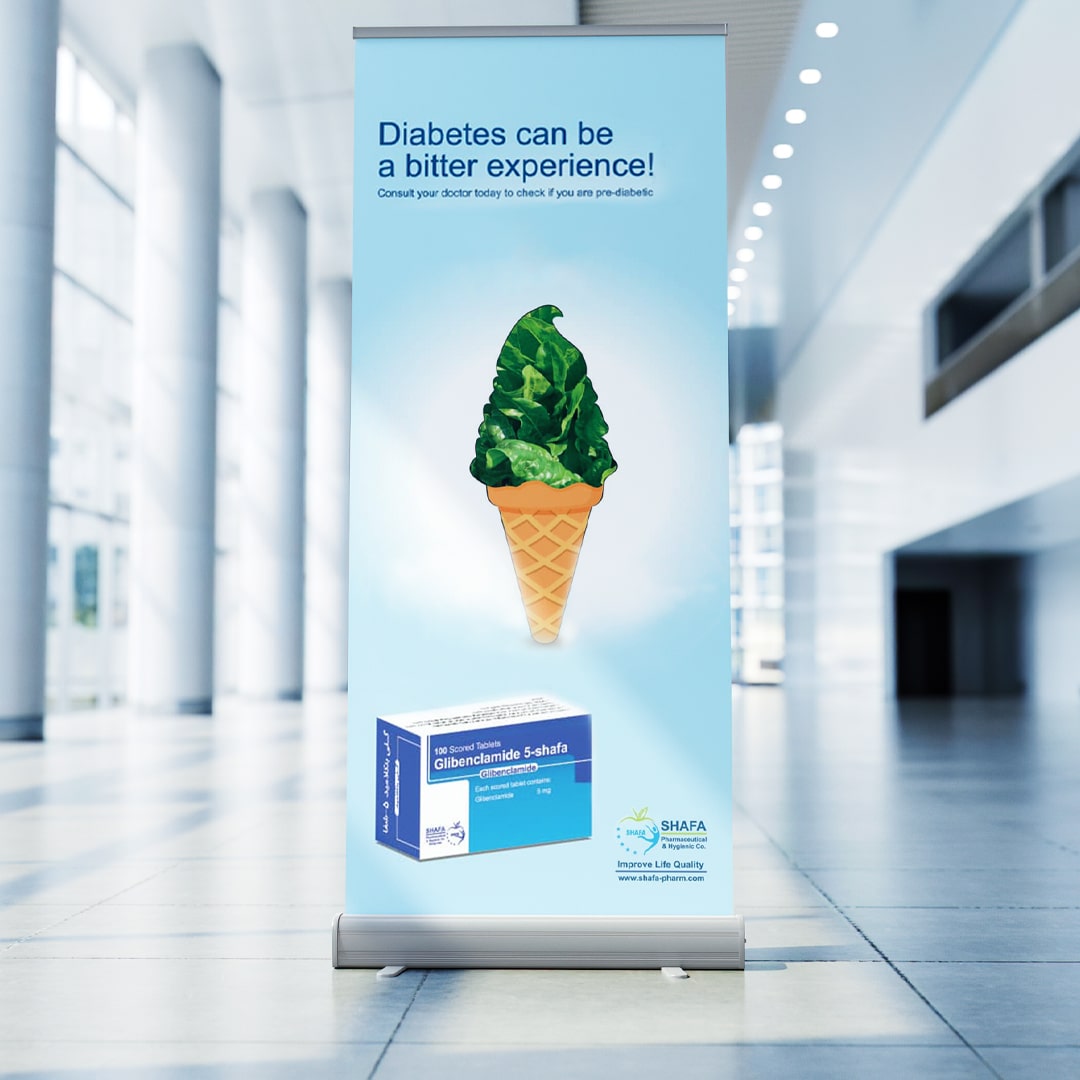 Diabetes can be
a bitter experience!
Consult your doctor today to check if you are pre-diabetic
100 Scored Tablets
Glibenclamide 5-shafa
Glibenclamide
Each scored tablet contains:
Glibenclamide 5 mg
SHAFA
SHAFA
SHAFA
Pharmaceutical
& Hygienic Co.
Improve Life Quality
www.shafa-pharm.com